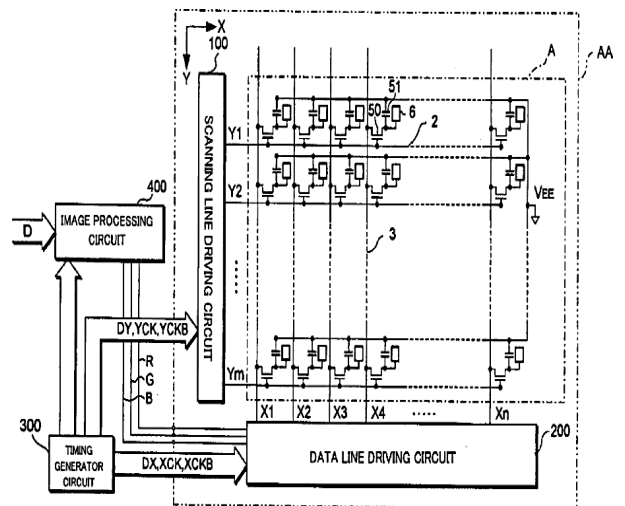 X
Y
100
A
AA
SCANNING LINE DRIVING CIRCUIT
51
6
50
2
Y1
Y2
VEE
400
IMAGE PROCESSING
CIRCUIT
D
3
DY,YCK,YCKB
R
G
B
Ym
X1 X2 X3 X4 ..... Xn
300
TIMING
GENERATOR
CIRCUIT
DX,XCK,XCKB
DATA LINE DRIVING CIRCUIT
200